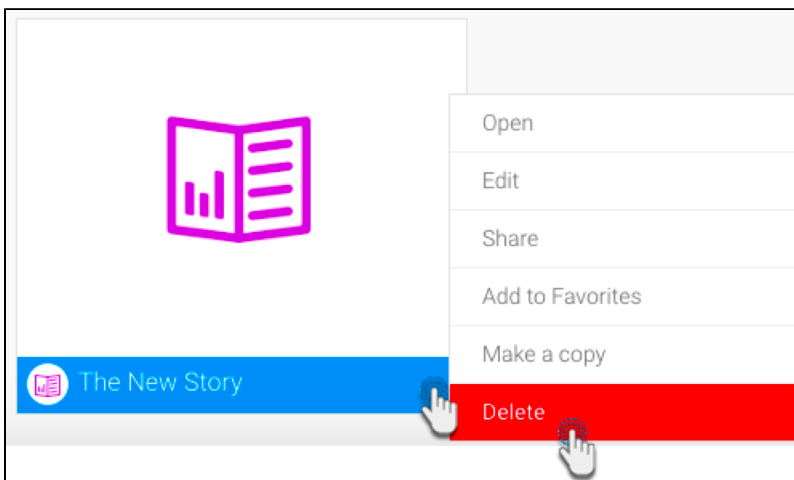 Open
Edit
Share
Add to Favorites
Make a copy
The New Story
Delete